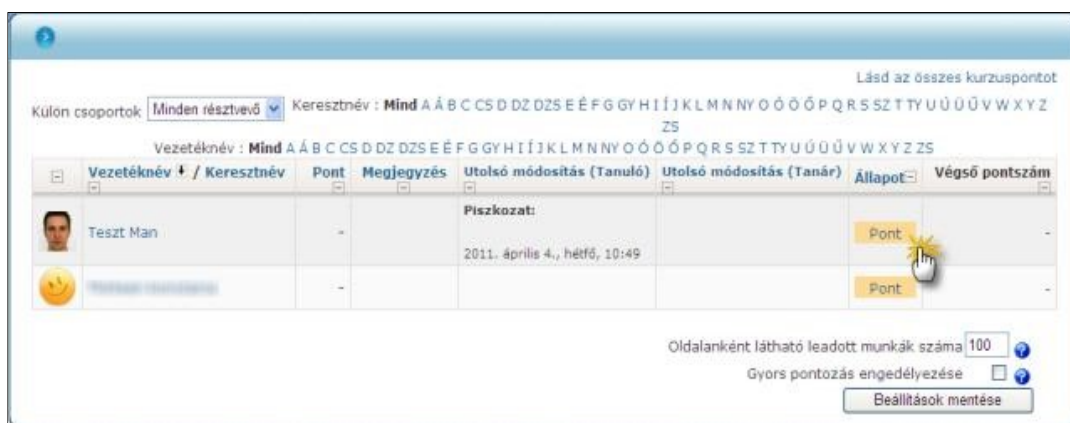 Lásd az összes kurzuspontot
Külön csoportok Minden résztvevő Keresztnév : Mind A Á B C CS D DZ DZS E É F G GY H I Í J K L M N NY O Ó Ö Ő P Q R S SZ T TY U Ú Ü Ű V W X Y Z
ZS
Vezetéknév : Mind A Á B C CS D DZ DZS E É F G GY H I Í J K L M N NY O Ó Ö Ő P Q R S SZ T TY U Ú Ü Ű V W X Y Z ZS
Vezetéknév / Keresztnév Pont Megjegyzés Utolsó módosítás (Tanuló) Utolsó módosítás (Tanár) Állapot Végső pontszám
Piszkozat:
Teszt Man - Pont -
2011. április 4., hétfő, 10:49
- Pont -
Oldalanként látható leadott munkák száma 100
Gyors pontozás engedélyezése
Beállítások mentése